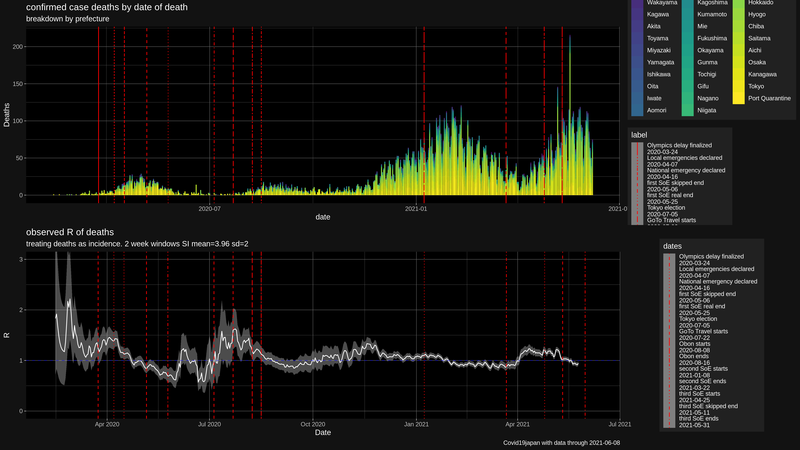 confirmed case deaths by date of death
breakdown by prefecture
Deaths
200
150
100
50
0
2020-07
2021-01
2021-0
date
Wakayama
Kagoshima
Hokkaido
Kagawa
Kumamoto
Hyogo
Akita
Mie
Chiba
Toyama
Fukushima
Saitama
Miyazaki
Okayama
Aichi
Yamagata
Gunma
Osaka
Ishikawa
Tochigi
Kanagawa
Oita
Gifu
Tokyo
Iwate
Nagano
Port Quarantine
Aomori
Niigata
label
Olympics delay finalized
2020-03-24
Local emergencies declared
2020-04-07
National emergency declared
2020-04-16
first SoE skipped end
2020-05-06
first SoE real end
2020-05-25
Tokyo election
2020-07-05
GoTo Travel starts
observed R of deaths
treating deaths as incidence. 2 week windows SI mean=3.96 sd=2
R
3
2
1
0
Apr 2020
Jul 2020
Oct 2020
Jan 2021
Apr 2021
Jul 2021
Date
dates
Olympics delay finalized
2020-03-24
Local emergencies declared
2020-04-07
National emergency declared
2020-04-16
first SoE skipped end
2020-05-06
first SoE real end
2020-05-25
Tokyo election
2020-07-05
GoTo Travel starts
2020-07-22
Obon starts
2020-08-08
Obon ends
2020-08-16
second SoE starts
2021-01-08
second SoE ends
2021-03-22
third SoE starts
2021-04-25
third SoE skipped end
2021-05-11
third SoE ends
2021-05-31
Covid19japan with data through 2021-06-08